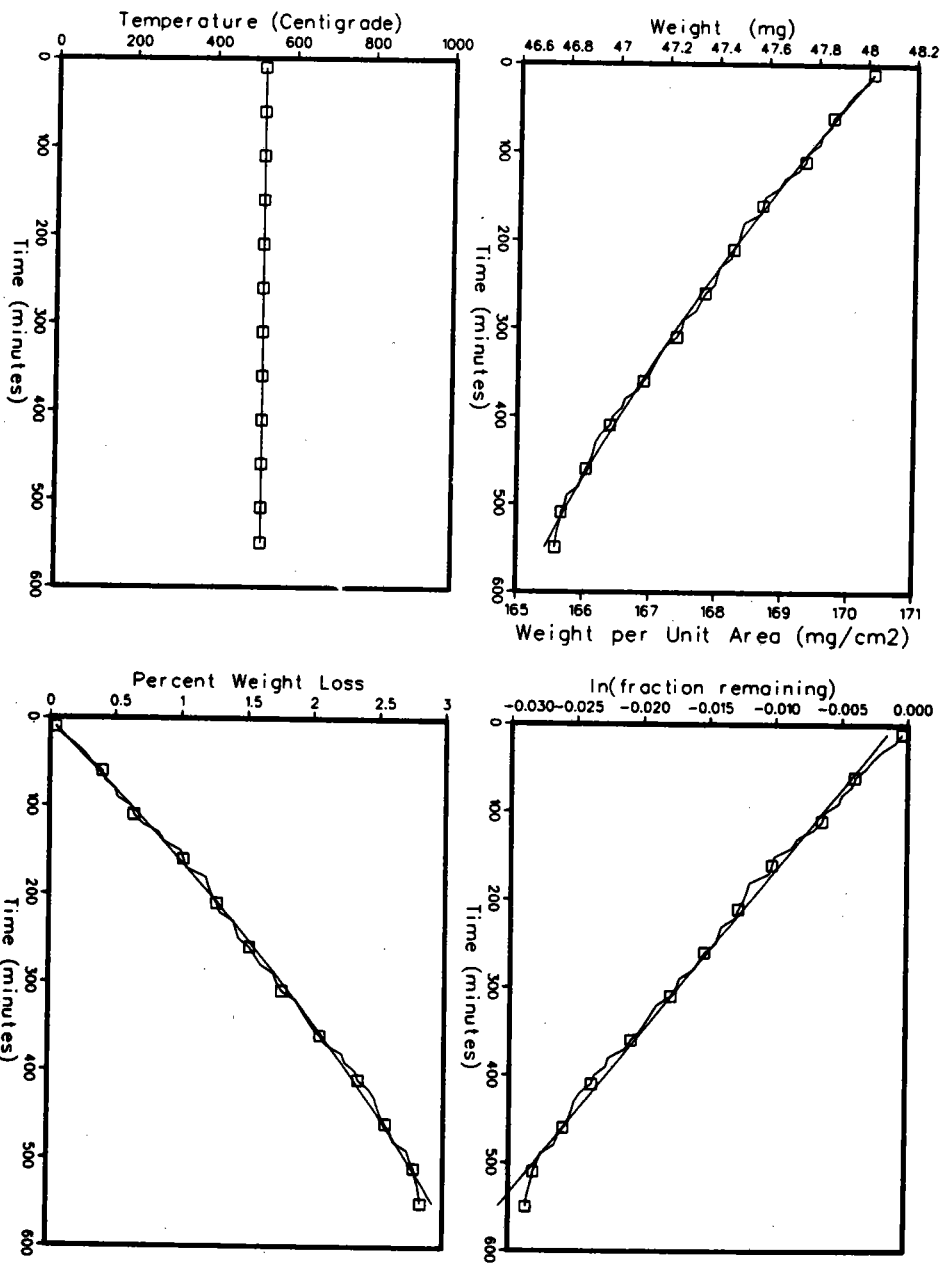 Temperature (Centigrade)
0 200 400 600 800 1000
0 100 200 300 400 500 600
Time (minutes)
Weight (mg)
46.6 46.8 47 47.2 47.4 47.6 47.8 48 48.2
0 100 200 300 400 500 600
Time (minutes)
165 166 167 168 169 170 171
Weight per Unit Area (mg/cm2)
Percent Weight Loss
0 0.5 1 1.5 2 2.5 3
0 100 200 300 400 500 600
Time (minutes)
ln(fraction remaining)
-0.030 -0.025 -0.020 -0.015 -0.010 -0.005 0.000
0 100 200 300 400 500 600
Time (minutes)